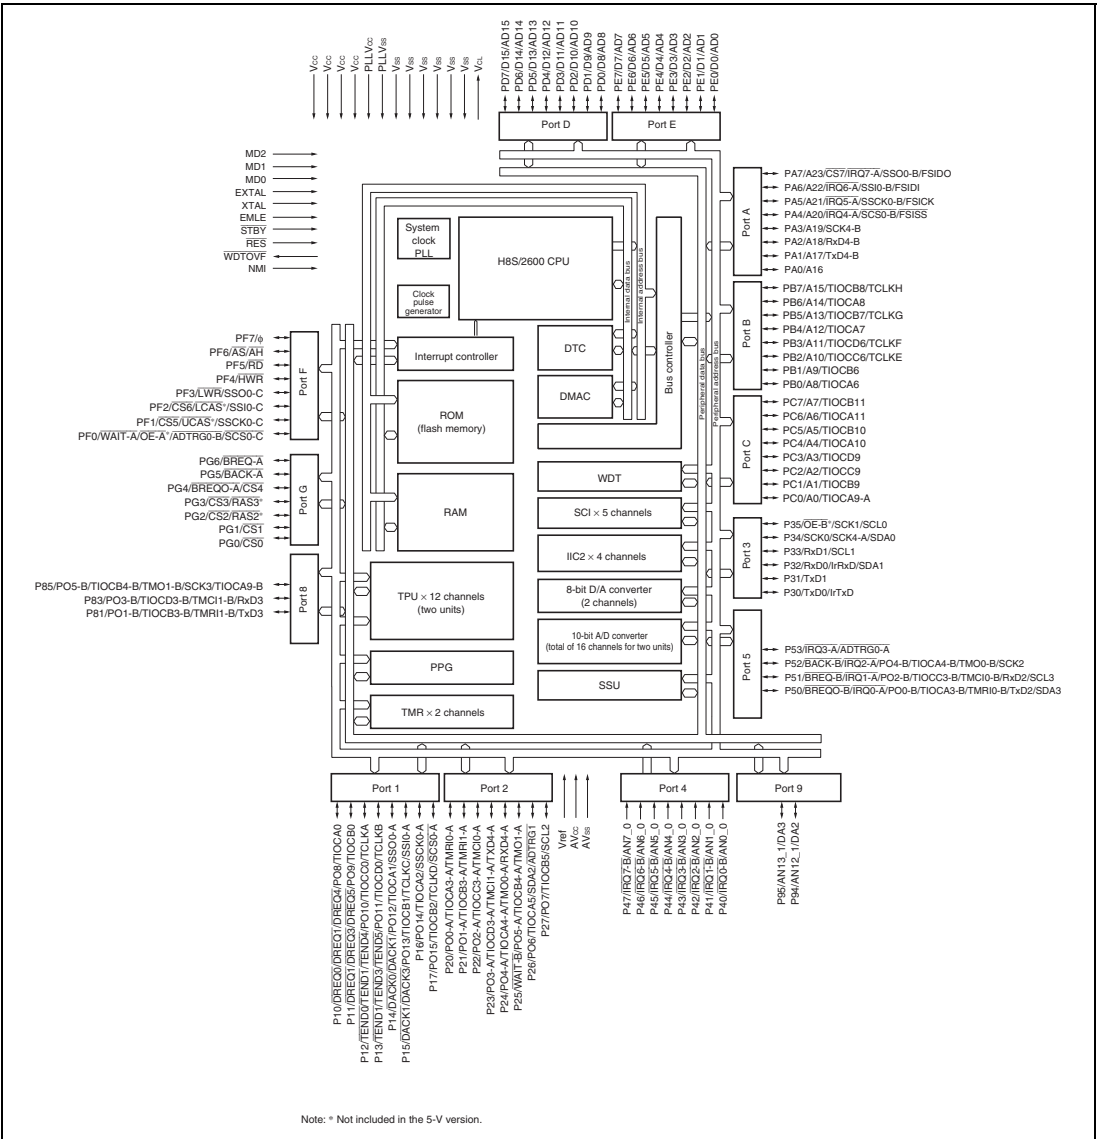 Vcc
Vcc
Vcc
Vcc
PLLVcc
PLLVss
Vss
Vss
Vss
Vss
Vss
Vss
VCL
PD7/D15/AD15
PD6/D14/AD14
PD5/D13/AD13
PD4/D12/AD12
PD3/D11/AD11
PD2/D10/AD10
PD1/D9/AD9
PD0/D8/AD8
PE7/D7/AD7
PE6/D6/AD6
PE5/D5/AD5
PE4/D4/AD4
PE3/D3/AD3
PE2/D2/AD2
PE1/D1/AD1
PE0/D0/AD0
Port D
Port E
MD2
MD1
MD0
EXTAL
XTAL
EMLE
STBY
RES
WDTOVF
NMI
System
clock
PLL
H8S/2600 CPU
Clock
pulse
generator
Interrupt controller
ROM
(flash memory)
RAM
DTC
DMAC
Internal data bus
Internal address bus
Bus controller
Peripheral data bus
Peripheral address bus
Port A
PA7/A23/CS7/IRQ7-A/SSO0-B/FSIDO
PA6/A22/IRQ6-A/SSI0-B/FSIDI
PA5/A21/IRQ5-A/SSCK0-B/FSICK
PA4/A20/IRQ4-A/SCS0-B/FSISS
PA3/A19/SCK4-B
PA2/A18/RxD4-B
PA1/A17/TxD4-B
PA0/A16
Port B
PB7/A15/TIOCB8/TCLKH
PB6/A14/TIOCA8
PB5/A13/TIOCB7/TCLKG
PB4/A12/TIOCA7
PB3/A11/TIOCD6/TCLKF
PB2/A10/TIOCC6/TCLKE
PB1/A9/TIOCB6
PB0/A8/TIOCA6
Port C
PC7/A7/TIOCB11
PC6/A6/TIOCA11
PC5/A5/TIOCB10
PC4/A4/TIOCA10
PC3/A3/TIOCD9
PC2/A2/TIOCC9
PC1/A1/TIOCB9
PC0/A0/TIOCA9-A
Port 3
P35/OE-B*/SCK1/SCL0
P34/SCK0/SCK4-A/SDA0
P33/RxD1/SCL1
P32/RxD0/IrRxD/SDA1
P31/TxD1
P30/TxD0/IrTxD
Port 5
P53/IRQ3-A/ADTRG0-A
P52/BACK-B/IRQ2-A/PO4-B/TIOCA4-B/TMO0-B/SCK2
P51/BREQ-B/IRQ1-A/PO2-B/TIOCC3-B/TMCI0-B/RxD2/SCL3
P50/BREQO-B/IRQ0-A/PO0-B/TIOCA3-B/TMRI0-B/TxD2/SDA3
PF7/ϕ
PF6/AS/AH
PF5/RD
PF4/HWR
PF3/LWR/SSO0-C
PF2/CS6/LCAS*/SSI0-C
PF1/CS5/UCAS*/SSCK0-C
PF0/WAIT-A/OE-A*/ADTRG0-B/SCS0-C
Port F
PG6/BREQ-A
PG5/BACK-A
PG4/BREQO-A/CS4
PG3/CS3/RAS3*
PG2/CS2/RAS2*
PG1/CS1
PG0/CS0
Port G
P85/PO5-B/TIOCB4-B/TMO1-B/SCK3/TIOCA9-B
P83/PO3-B/TIOCD3-B/TMCI1-B/RxD3
P81/PO1-B/TIOCB3-B/TMRI1-B/TxD3
Port 8
WDT
SCI × 5 channels
IIC2 × 4 channels
8-bit D/A converter
(2 channels)
10-bit A/D converter
(total of 16 channels for two units)
SSU
TPU × 12 channels
(two units)
PPG
TMR × 2 channels
Port 1
Port 2
Port 4
Port 9
P10/DREQ0/DREQ1/DREQ4/PO8/TIOCA0
P11/DREQ1/DREQ3/DREQ5/PO9/TIOCB0
P12/TEND0/TEND1/TEND4/PO10/TIOCC0/TCLKA
P13/TEND1/TEND3/TEND5/PO11/TIOCD0/TCLKB
P14/DACK0/DACK1/PO12/TIOCA1/SSO0-A
P15/DACK1/DACK3/PO13/TIOCB1/TCLKC/SSI0-A
P16/PO14/TIOCA2/SSCK0-A
P17/PO15/TIOCB2/TCLKD/SCS0-A
P20/PO0-A/TIOCA3-A/TMRI0-A
P21/PO1-A/TIOCB3-A/TMRI1-A
P22/PO2-A/TIOCC3-A/TMCI0-A
P23/PO3-A/TIOCD3-A/TMCI1-A/TXD4-A
P24/PO4-A/TIOCA4-A/TMO0-A/RXD4-A
P25/WAIT-B/PO5-A/TIOCB4-A/TMO1-A
P26/PO6/TIOCA5/SDA2/ADTRG1
P27/PO7/TIOCB5/SCL2
Vref
AVcc
AVss
P47/IRQ7-B/AN7_0
P46/IRQ6-B/AN6_0
P45/IRQ5-B/AN5_0
P44/IRQ4-B/AN4_0
P43/IRQ3-B/AN3_0
P42/IRQ2-B/AN2_0
P41/IRQ1-B/AN1_0
P40/IRQ0-B/AN0_0
P95/AN13_1/DA3
P94/AN12_1/DA2
Note: * Not included in the 5-V version.